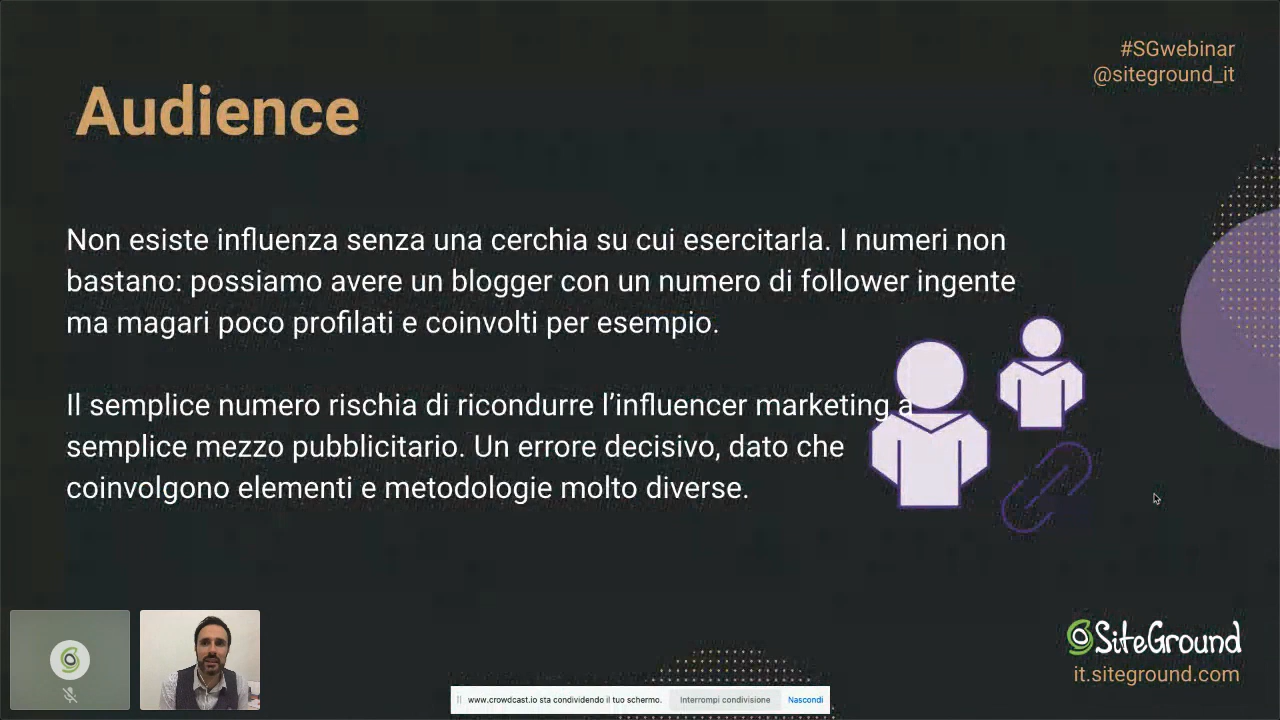 #SGwebinar
@siteground_it
Audience
Non esiste influenza senza una cerchia su cui esercitarla. I numeri non
bastano: possiamo avere un blogger con un numero di follower ingente
ma magari poco profilati e coinvolti per esempio.
Il semplice numero rischia di ricondurre l’influencer marketing a
semplice mezzo pubblicitario. Un errore decisivo, dato che
coinvolgono elementi e metodologie molto diverse.
SiteGround
it.siteground.com
www.crowdcast.io sta condividendo il tuo schermo. Interrompi condivisione Nascondi